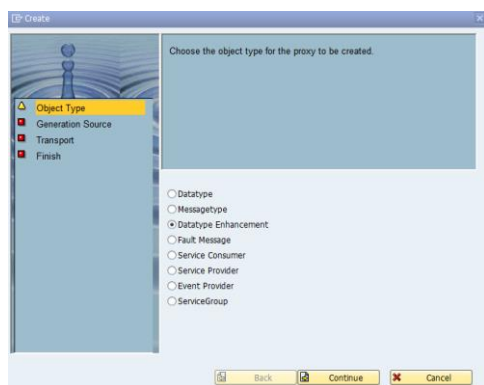 Create
Choose the object type for the proxy to be created.
Object Type
Generation Source
Transport
Finish
Datatype
Messagetype
Datatype Enhancement
Fault Message
Service Consumer
Service Provider
Event Provider
ServiceGroup
Back Continue Cancel